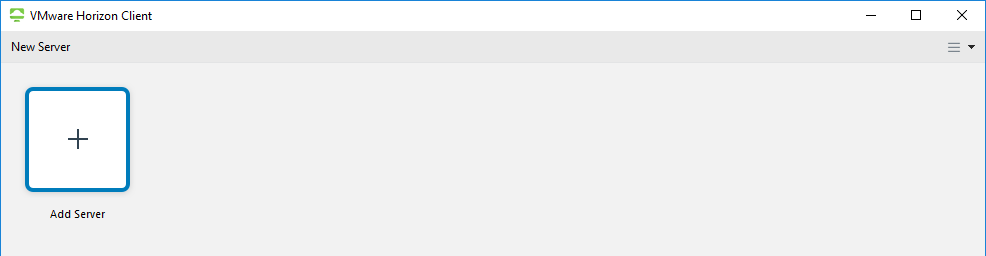 VMware Horizon Client
New Server
Add Server